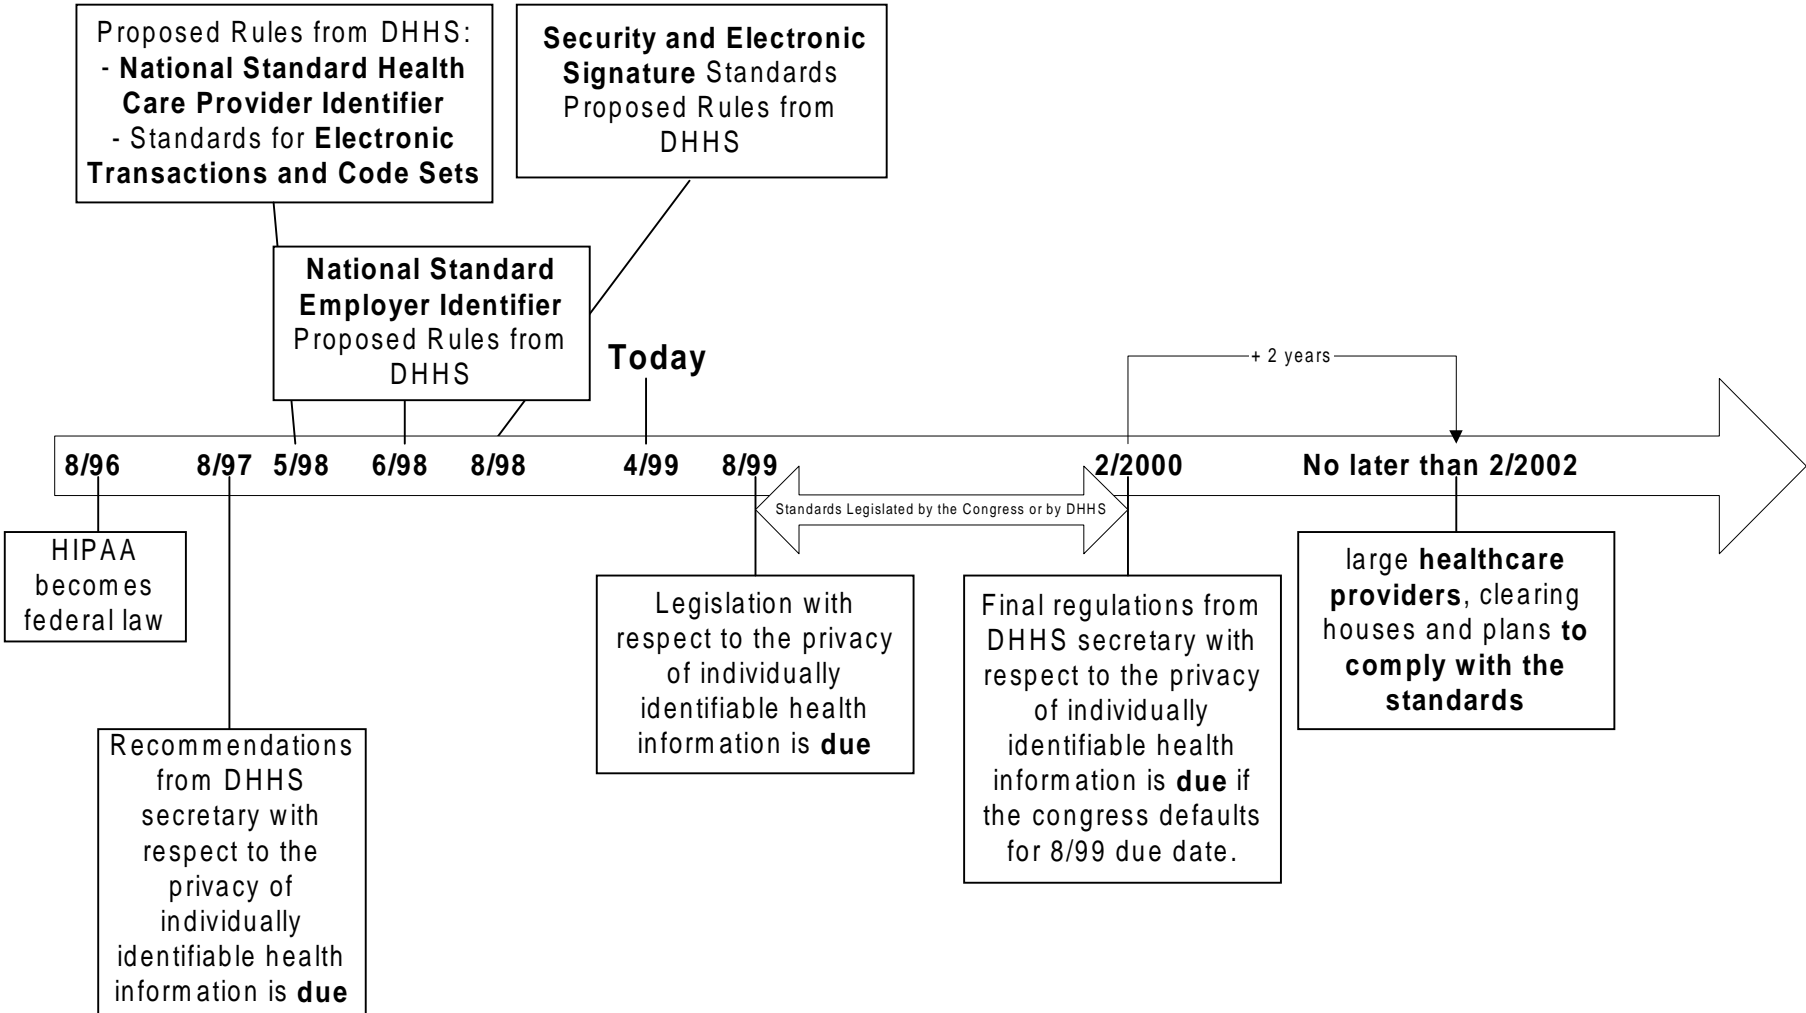 Proposed Rules from DHHS:
- National Standard Health
Care Provider Identifier
- Standards for Electronic
Transactions and Code Sets
Security and Electronic
Signature Standards
Proposed Rules from
DHHS
National Standard
Employer Identifier
Proposed Rules from
DHHS
Today
+ 2 years
8/96 8/97 5/98 6/98 8/98 4/99 8/99 2/2000 No later than 2/2002
Standards Legislated by the Congress or by DHHS
HIPAA
becomes
federal law
Recommendations
from DHHS
secretary with
respect to the
privacy of
individually
identifiable health
information is due
Legislation with
respect to the privacy
of individually
identifiable health
information is due
Final regulations from
DHHS secretary with
respect to the privacy
of individually
identifiable health
information is due if
the congress defaults
for 8/99 due date.
large healthcare
providers, clearing
houses and plans to
comply with the
standards